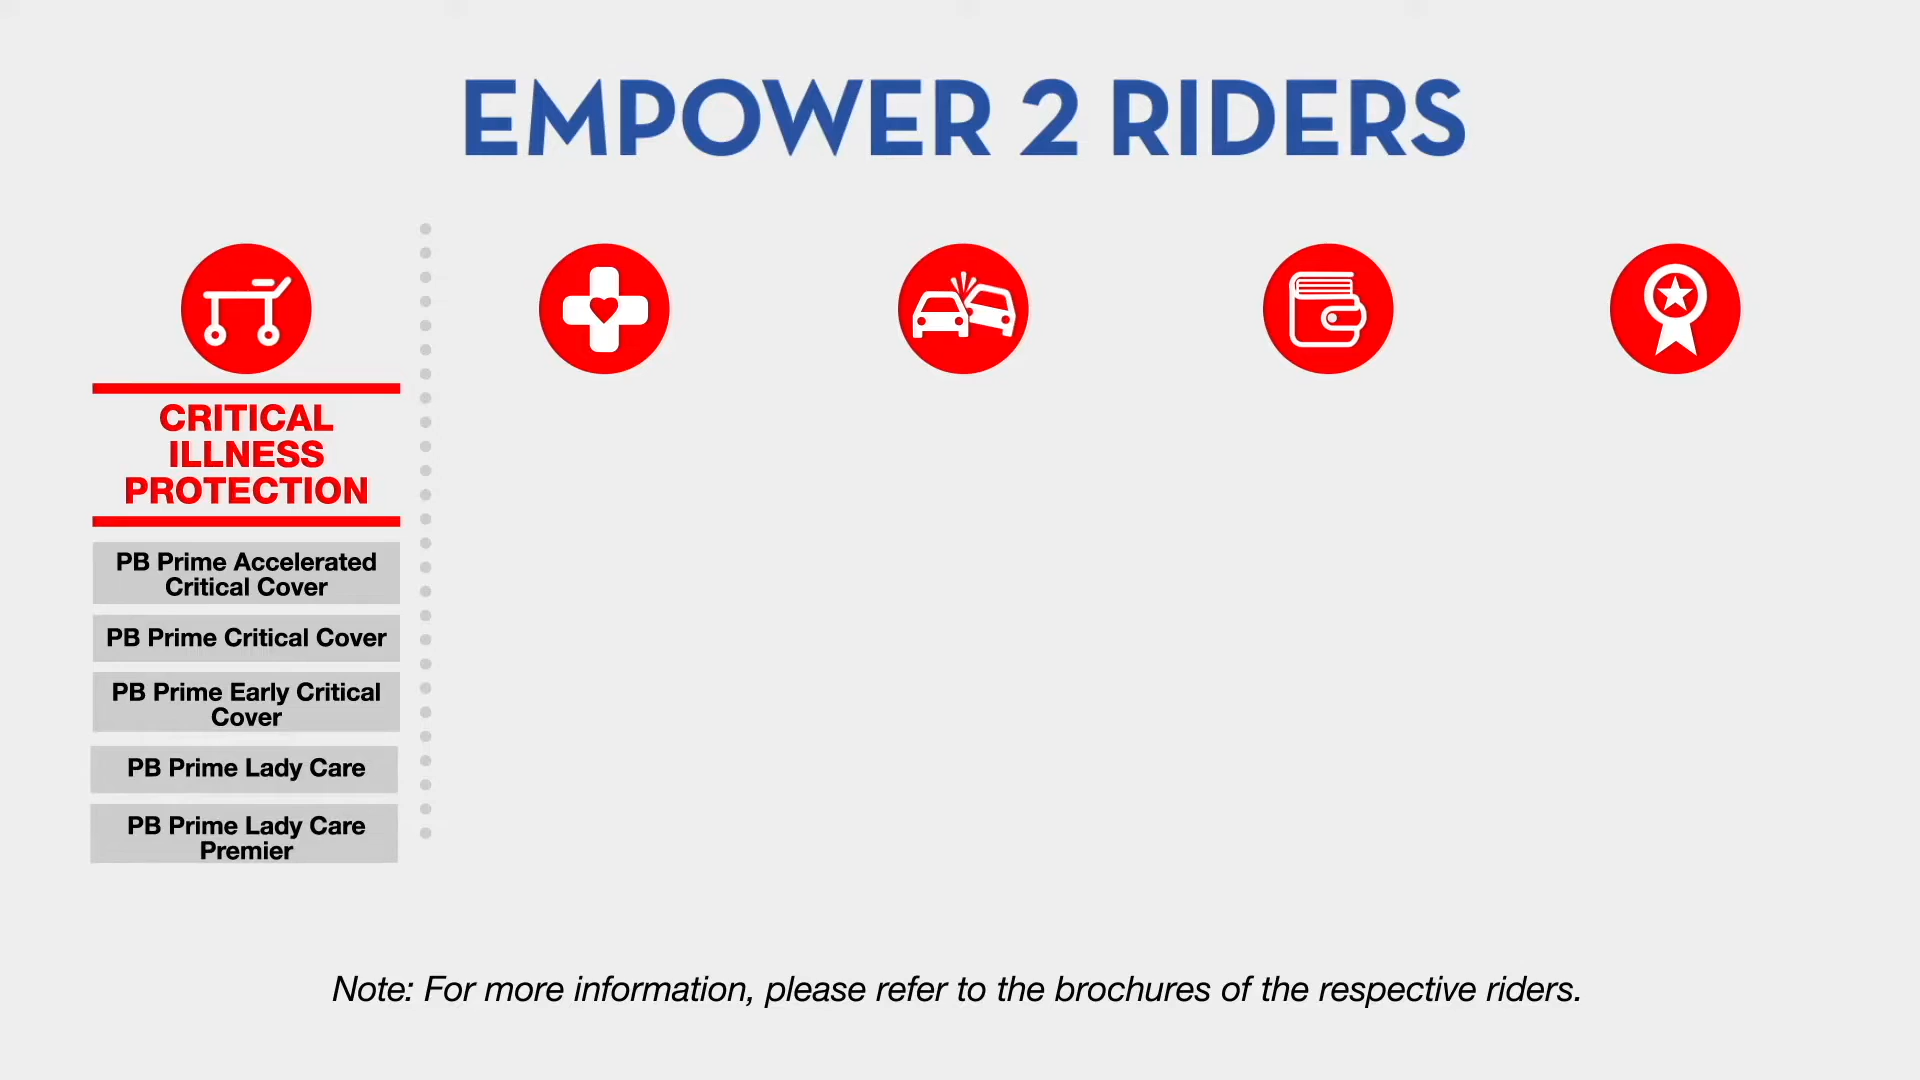 EMPOWER 2 RIDERS
CRITICAL
ILLNESS
PROTECTION
PB Prime Accelerated
Critical Cover
PB Prime Critical Cover
PB Prime Early Critical
Cover
PB Prime Lady Care
PB Prime Lady Care
Premier
Note: For more information, please refer to the brochures of the respective riders.